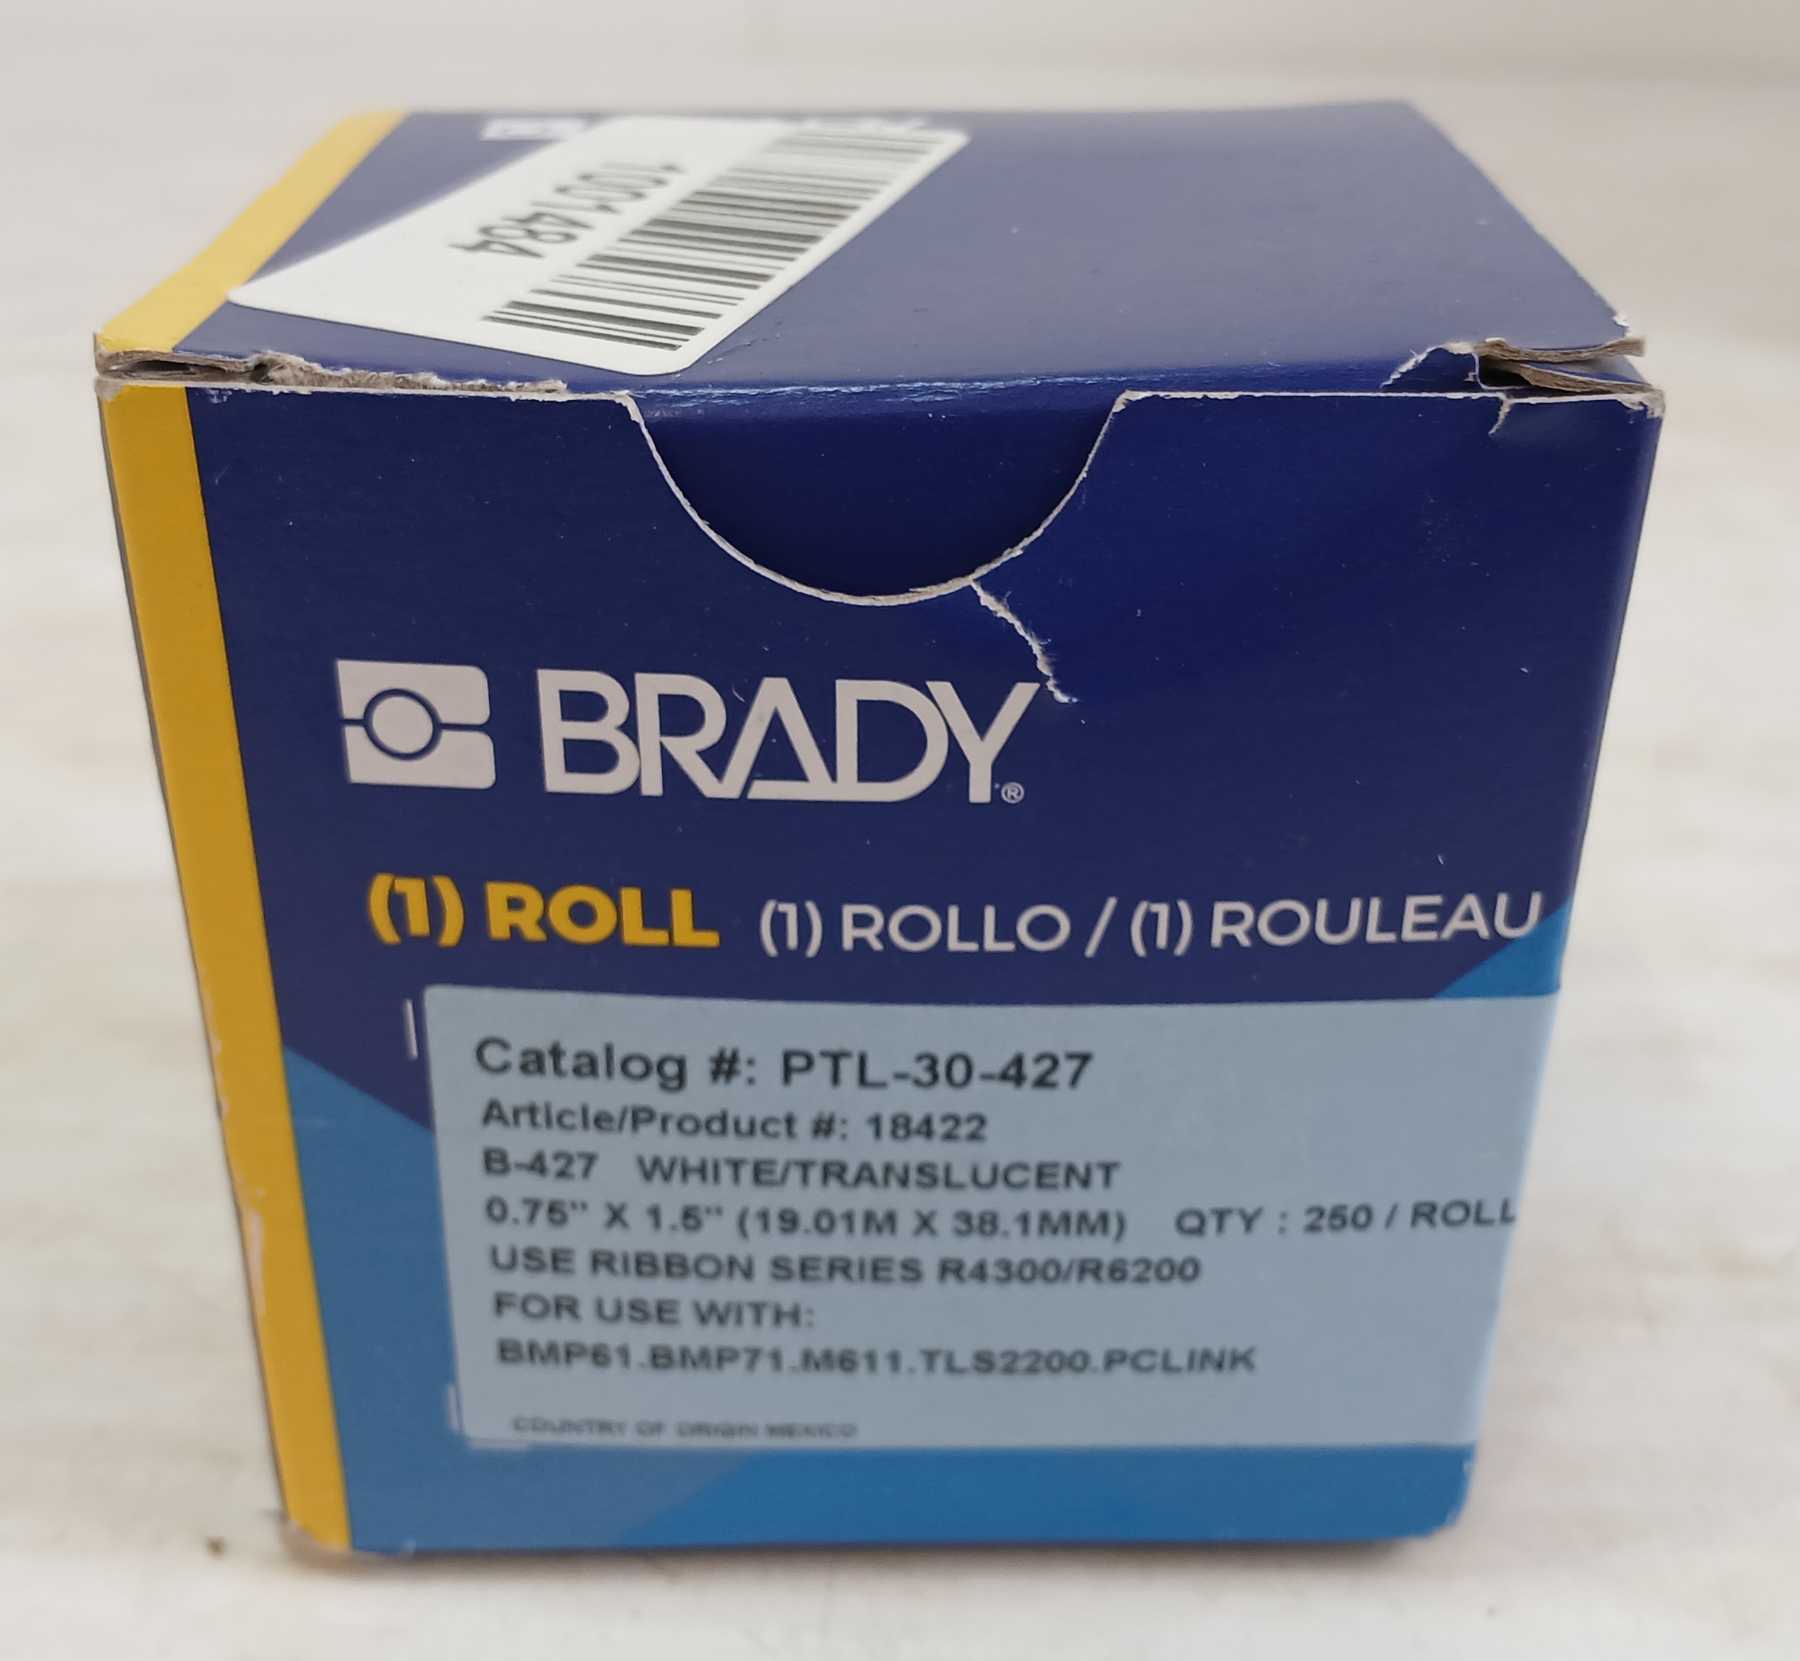 11001484
BRADY®
(1) ROLL (1) ROLLO / (1) ROULEAU
Catalog #: PTL-30-427
Article/Product #: 18422
B-427 WHITE/TRANSLUCENT
0.75" X 1.5" (19.01M X 38.1MM) QTY : 250 / ROLL
USE RIBBON SERIES R4300/R6200
FOR USE WITH:
BMP61.BMP71.M611.TLS2200.PCLINK
COUNTRY OF ORIGIN MEXICO